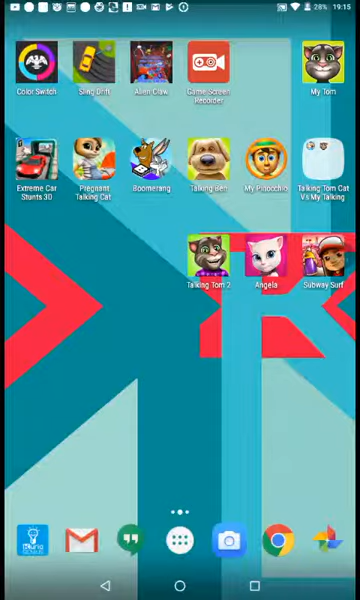 28% 19:15
Color Switch Sling Drift Alien Claw Game Screen Recorder My Tom
Extreme Car Stunts 3D Pregnant Talking Cat Boomerang Talking Ben My Pinocchio Talking Tom Cat Vs My Talking
Talking Tom 2 Angela Subway Surf